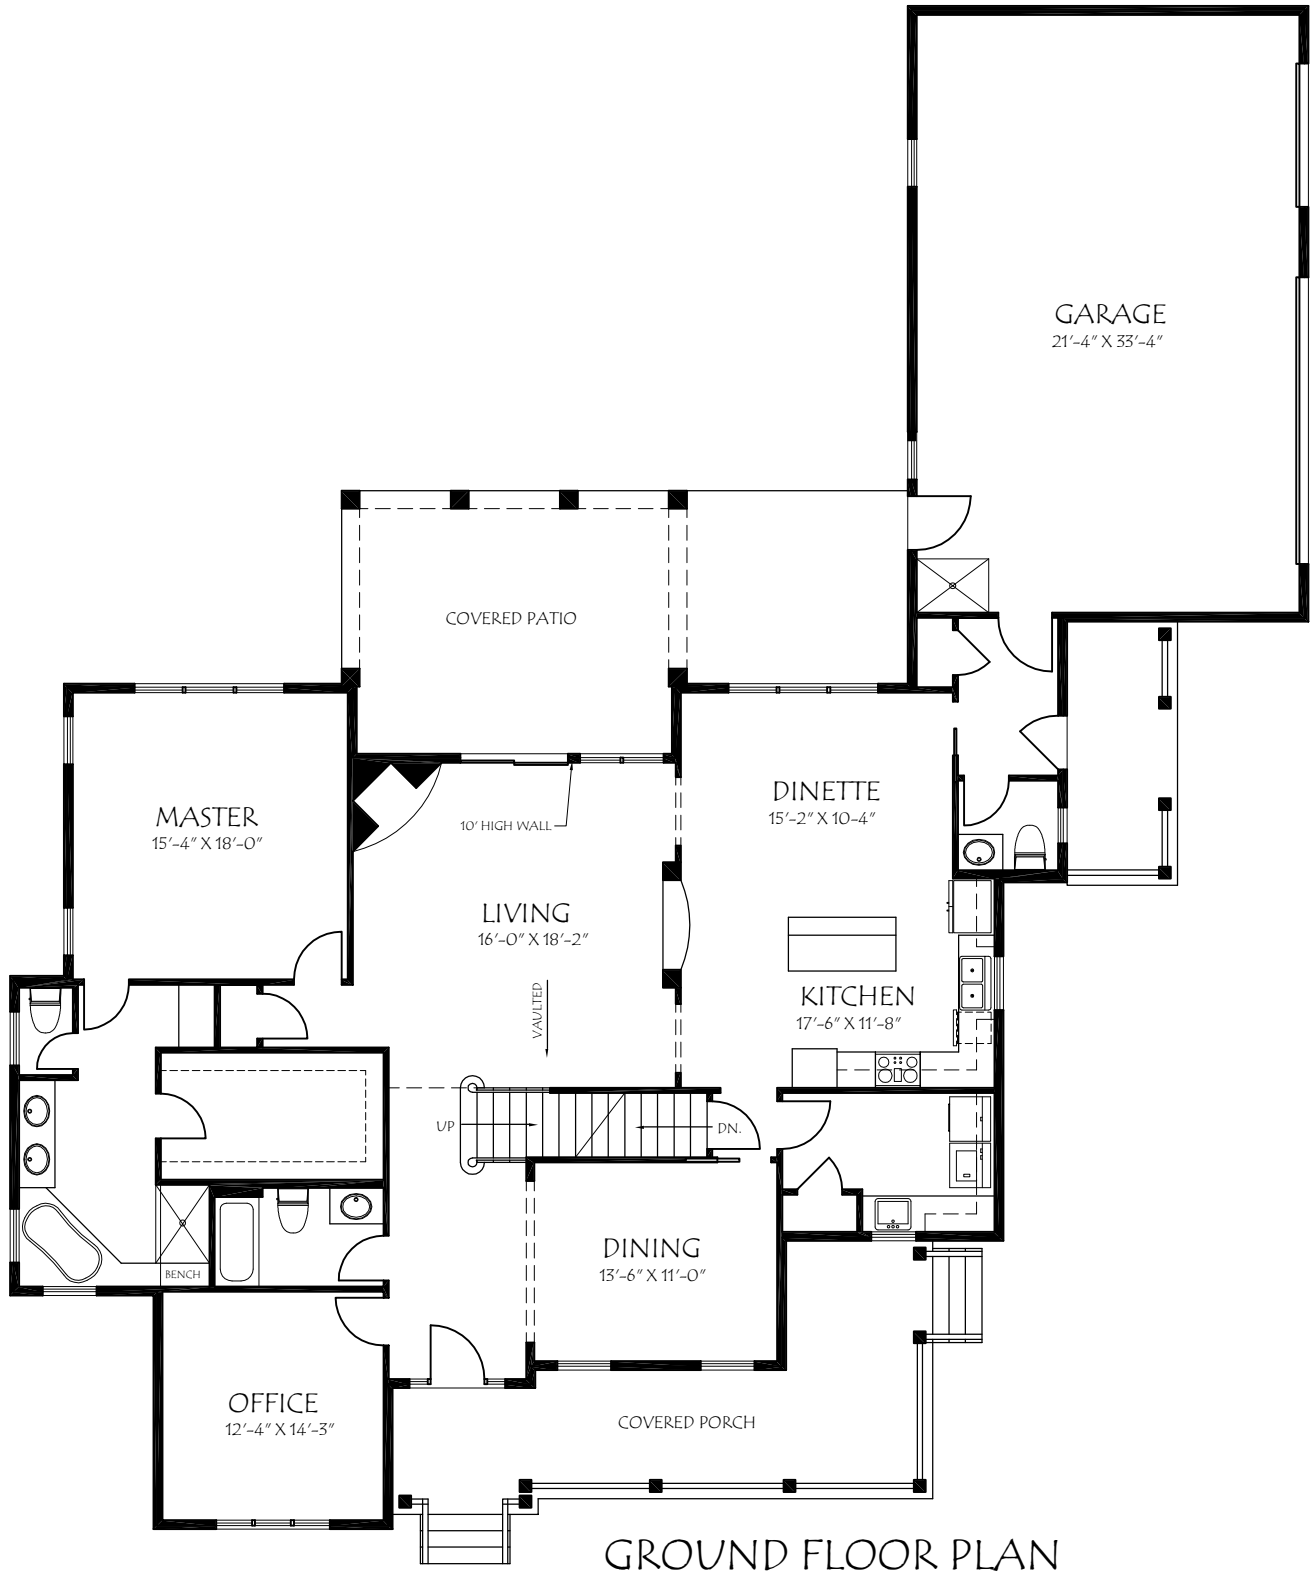 GARAGE
21'-4" X 33'-4"
COVERED PATIO
MASTER
15'-4" X 18'-0"
DINETTE
15'-2" X 10'-4"
10' HIGH WALL
LIVING
16'-0" X 18'-2"
VAULTED
KITCHEN
17'-6" X 11'-8"
UP
DN.
DINING
13'-6" X 11'-0"
BENCH
OFFICE
12'-4" X 14'-3"
COVERED PORCH
GROUND FLOOR PLAN